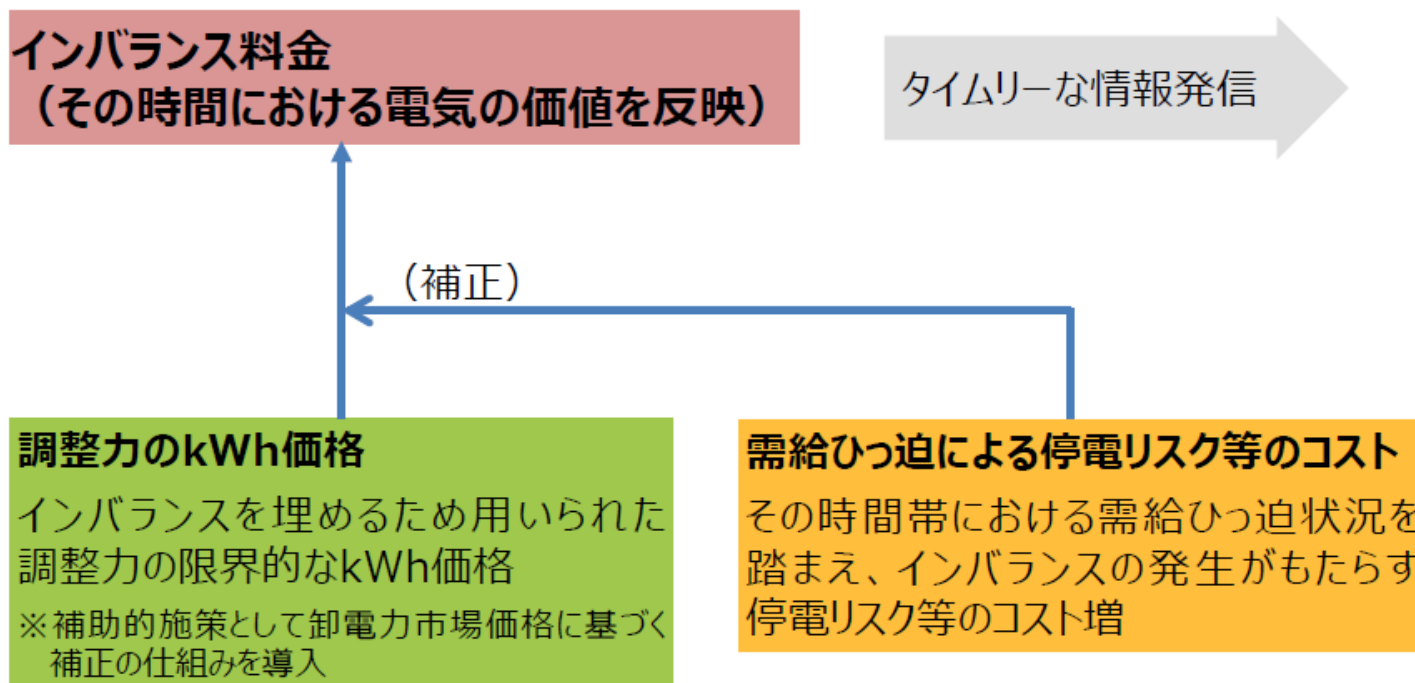 インバランス料金
（その時間における電気の価値を反映）
タイムリーな情報発信
（補正）
調整力のkWh価格
インバランスを埋めるため用いられた
調整力の限界的なkWh価格
※補助的施策として卸電力市場価格に基づく
補正の仕組みを導入
需給ひっ迫による停電リスク等のコスト
その時間帯における需給ひっ迫状況を
踏まえ、インバランスの発生がもたらす
停電リスク等のコスト増